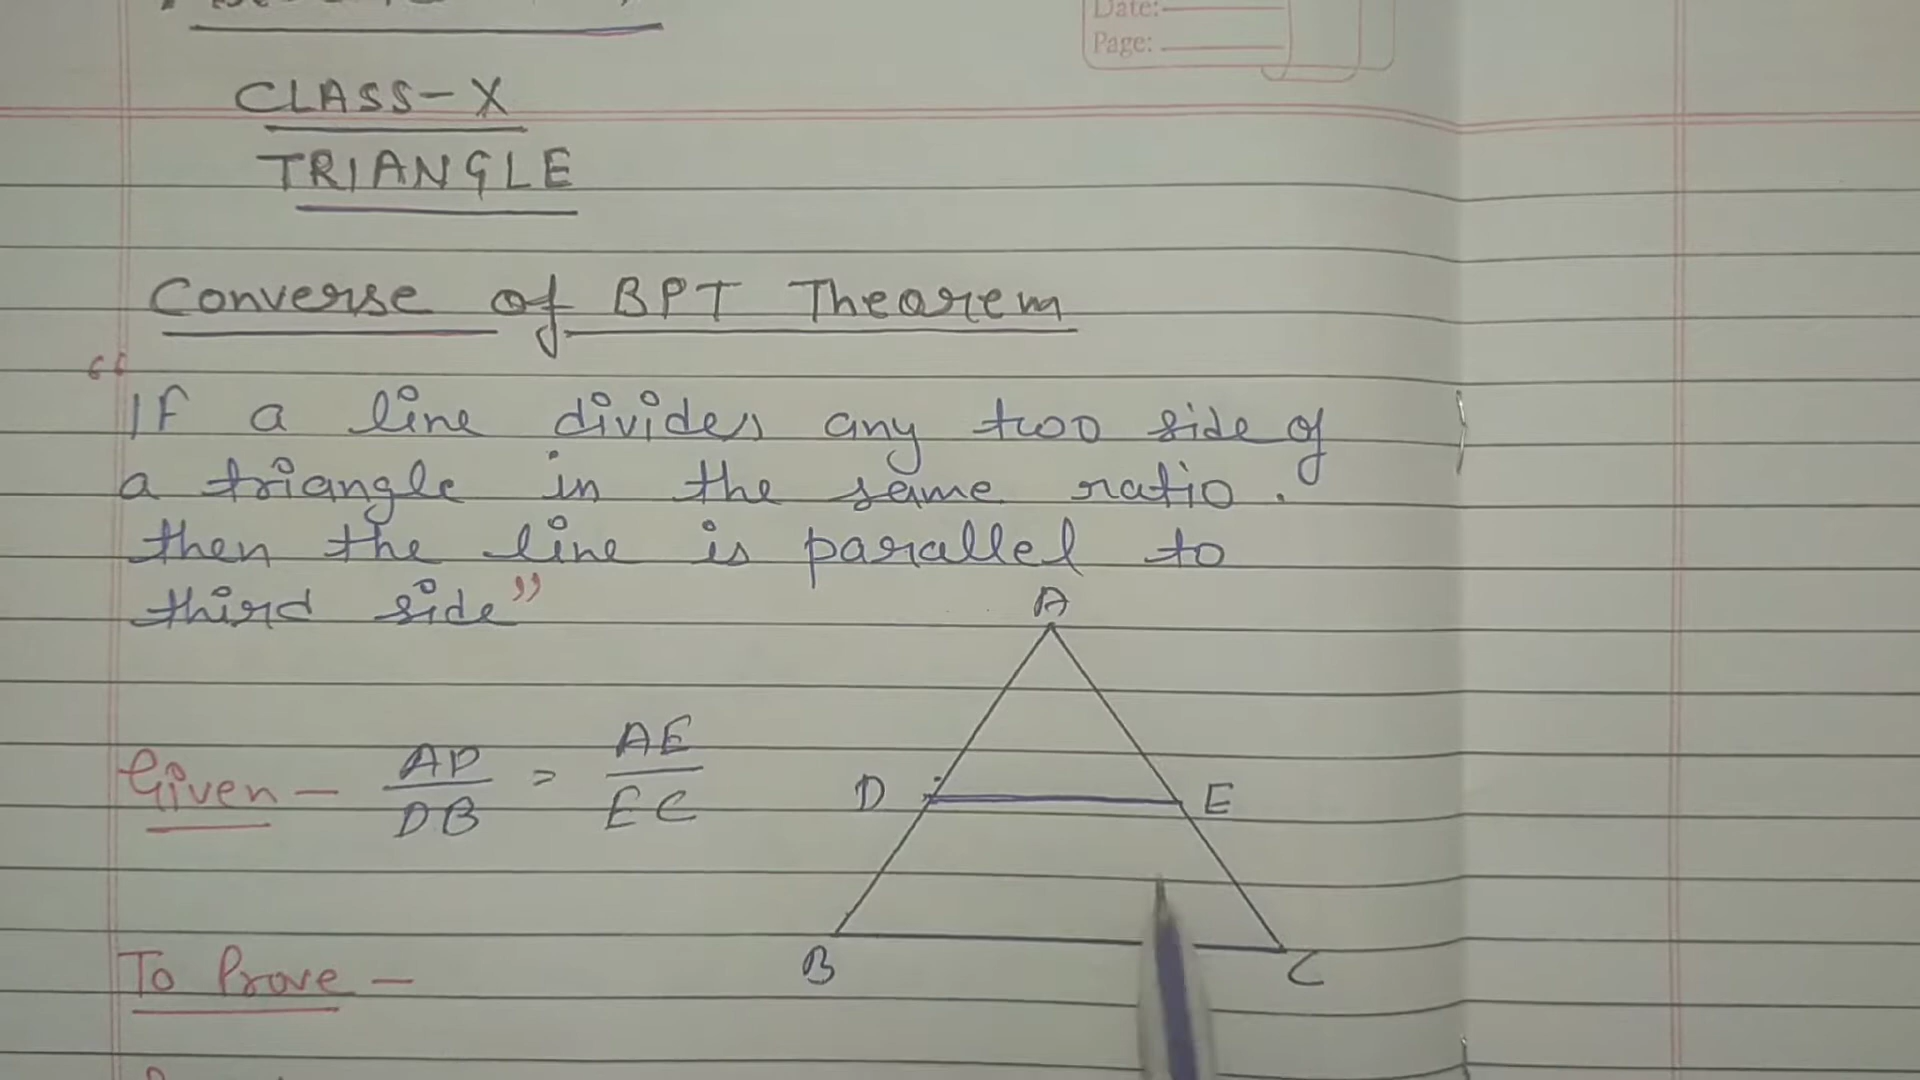 Date:
Page:
CLASS-X
TRIANGLE
Converse of BPT Theorem
"If a line divides any two side of
a triangle in the same ratio.
then the line is parallel to
third side"
A
Given - AD/DB = AE/EC
D E
B C
To Prove -